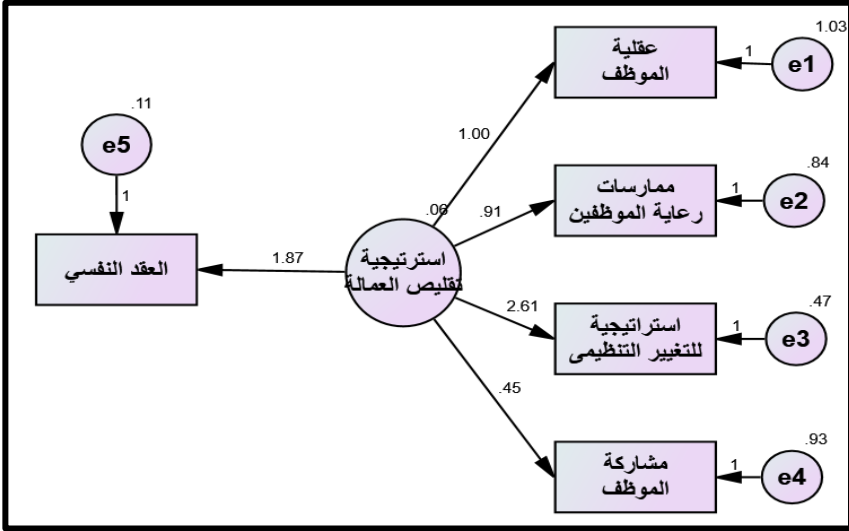 1.03
عقلية
الموظف
1
e1
1.00
.11
e5
1
.84
ممارسات
رعاية الموظفين
1
e2
.06
.91
العقد النفسي
1.87
استرتيجية
تقليص العمالة
2.61
.47
استراتيجية
للتغيير التنظيمى
1
e3
.45
.93
مشاركة
الموظف
1
e4